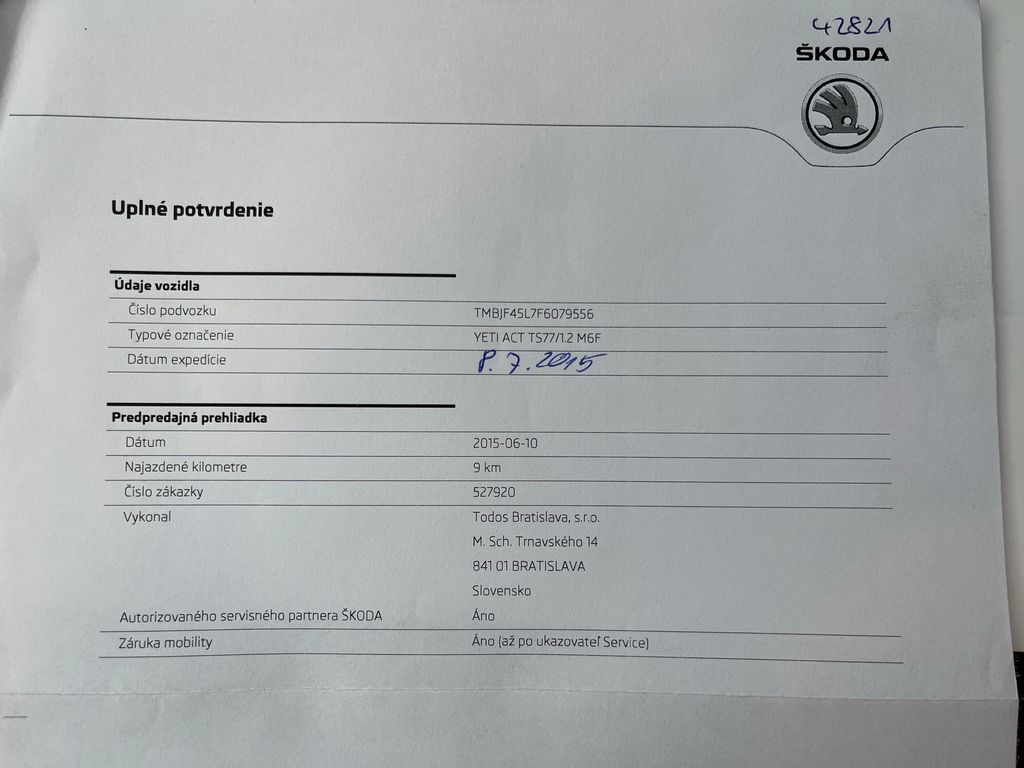 42821
ŠKODA
Uplné potvrdenie
Údaje vozidla
Číslo podvozku TMBJF45L7F6079556
Typové označenie YETI ACT TS77/1.2 M6F
Dátum expedície 8.7.2015
Predpredajná prehliadka
Dátum 2015-06-10
Najazdené kilometre 9 km
Číslo zákazky 527920
Vykonal Todos Bratislava, s.r.o.
M. Sch. Trnavského 14
841 01 BRATISLAVA
Slovensko
Autorizovaného servisného partnera ŠKODA Áno
Záruka mobility Áno (až po ukazovateľ Service)